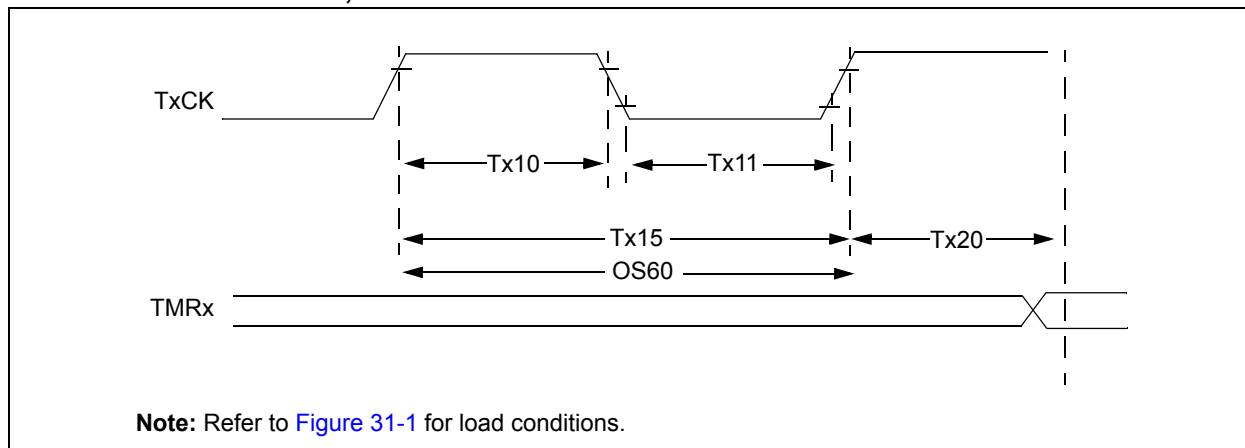 TxCK
Tx10
Tx11
Tx15
Tx20
OS60
TMRx
Note: Refer to Figure 31-1 for load conditions.